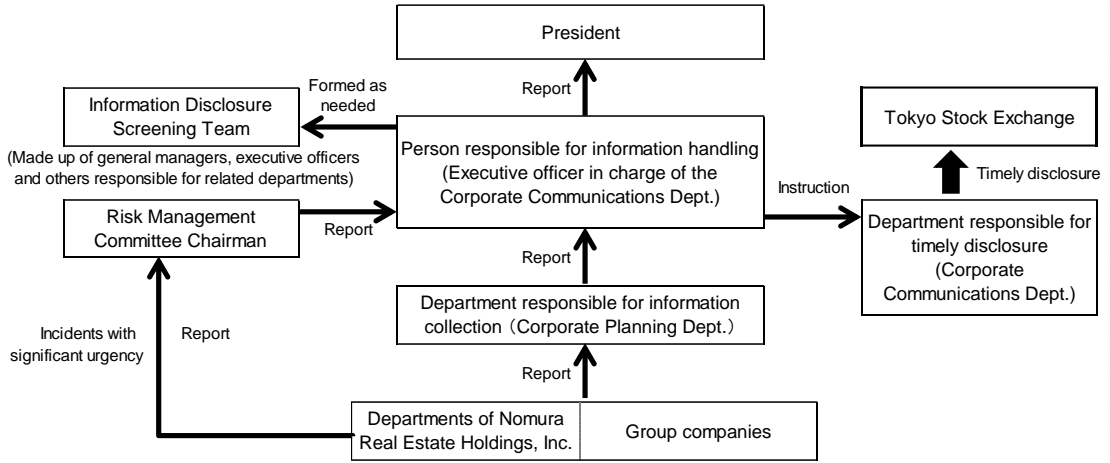 President
Report
Formed as
needed
Information Disclosure
Screening Team
(Made up of general managers, executive officers
and others responsible for related departments)
Person responsible for information handling
(Executive officer in charge of the
Corporate Communications Dept.)
Tokyo Stock Exchange
Timely disclosure
Instruction
Risk Management
Committee Chairman
Report
Department responsible for
timely disclosure
(Corporate
Communications Dept.)
Report
Department responsible for information
collection（Corporate Planning Dept.）
Incidents with
significant urgency
Report
Report
Departments of Nomura
Real Estate Holdings, Inc.
Group companies